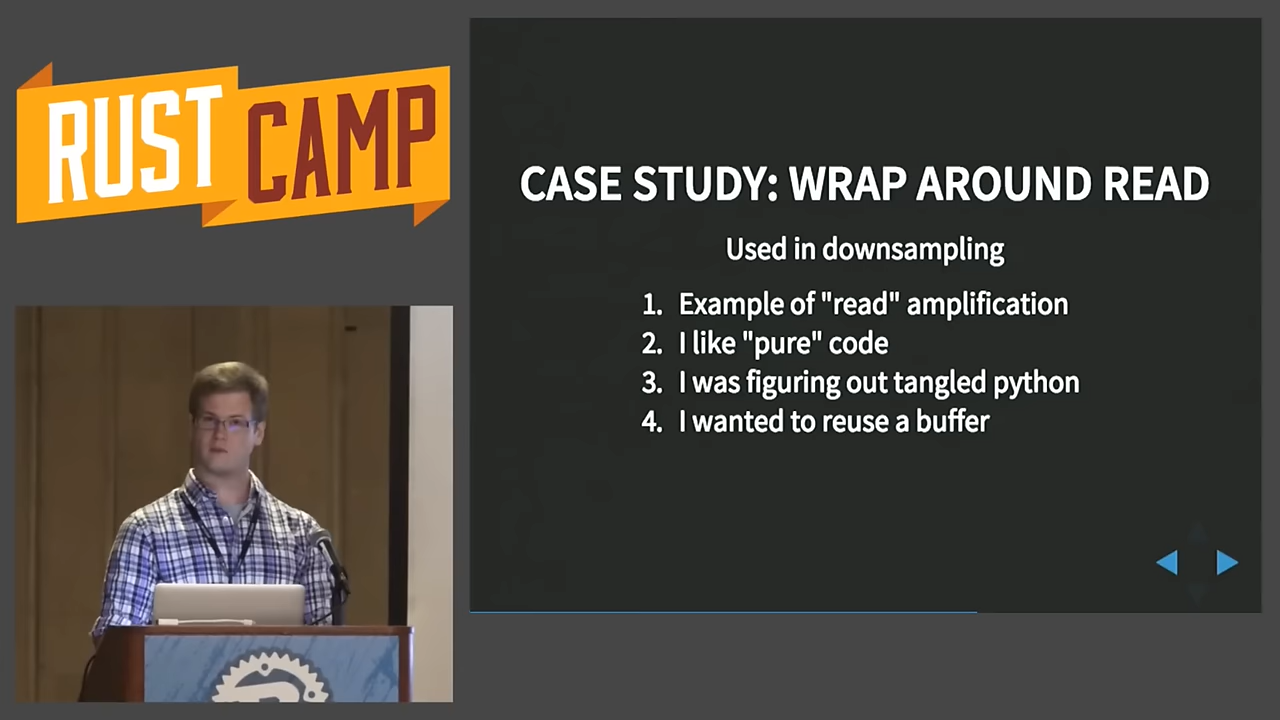 RUST CAMP
CASE STUDY: WRAP AROUND READ
Used in downsampling
1. Example of "read" amplification
2. I like "pure" code
3. I was figuring out tangled python
4. I wanted to reuse a buffer